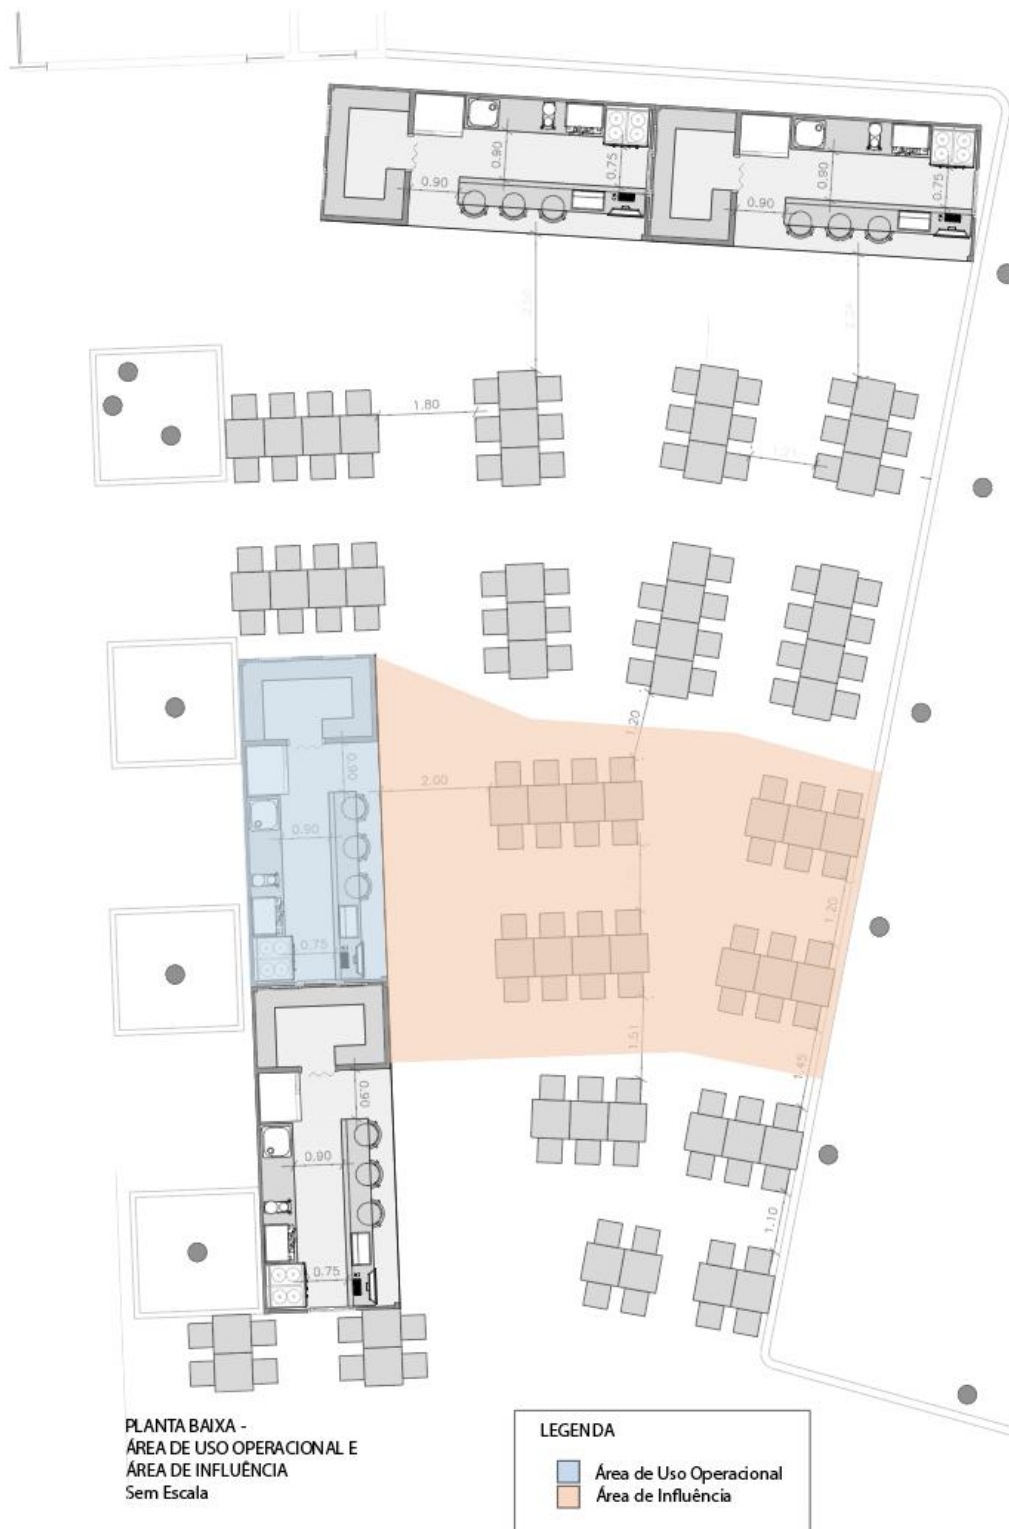 0.90
0.75
0.90
0.90
0.75
0.90
1.80
1.20
0.90
2.00
0.90
1.20
0.75
1.51
1.45
0.90
0.90
1.10
0.75
PLANTA BAIXA -
ÁREA DE USO OPERACIONAL E
ÁREA DE INFLUÊNCIA
Sem Escala
LEGENDA
Área de Uso Operacional
Área de Influência